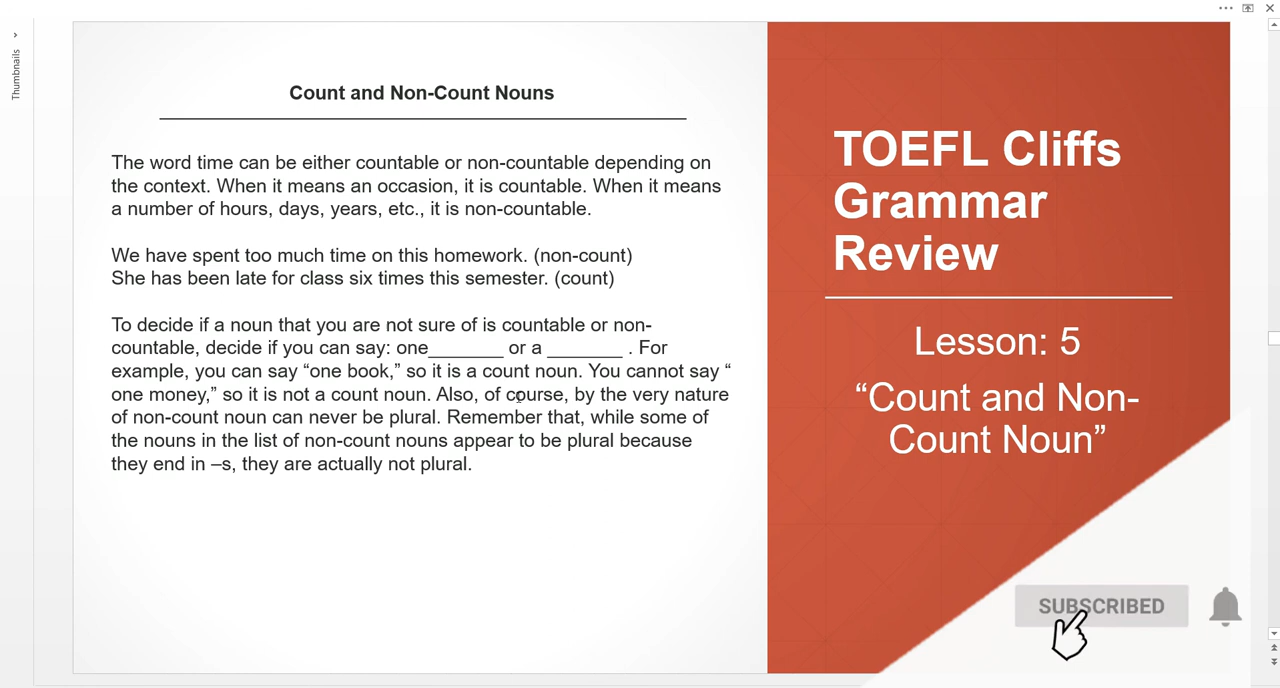 Thumbnails
Count and Non-Count Nouns
The word time can be either countable or non-countable depending on
the context. When it means an occasion, it is countable. When it means
a number of hours, days, years, etc., it is non-countable.
We have spent too much time on this homework. (non-count)
She has been late for class six times this semester. (count)
To decide if a noun that you are not sure of is countable or non-
countable, decide if you can say: one_______ or a _______ . For
example, you can say “one book,” so it is a count noun. You cannot say “
one money,” so it is not a count noun. Also, of course, by the very nature
of non-count noun can never be plural. Remember that, while some of
the nouns in the list of non-count nouns appear to be plural because
they end in –s, they are actually not plural.
TOEFL Cliffs
Grammar
Review
Lesson: 5
“Count and Non-
Count Noun”
SUBSCRIBED